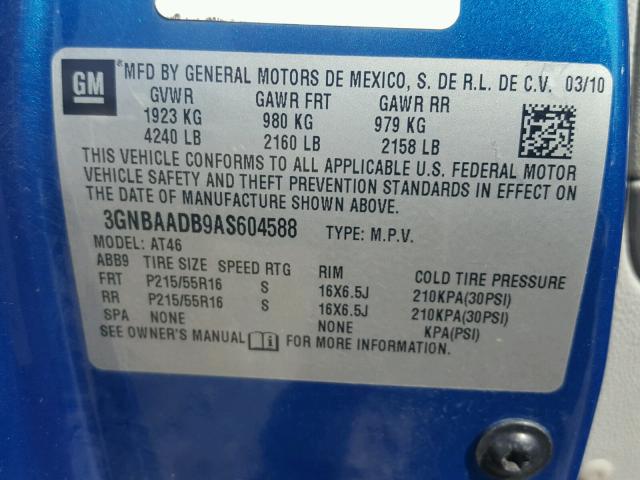 GM
MFD BY GENERAL MOTORS DE MEXICO, S. DE R.L. DE C.V. 03/10
GVWR GAWR FRT GAWR RR
1923 KG 980 KG 979 KG
4240 LB 2160 LB 2158 LB
THIS VEHICLE CONFORMS TO ALL APPLICABLE U.S. FEDERAL MOTOR
VEHICLE SAFETY AND THEFT PREVENTION STANDARDS IN EFFECT ON
THE DATE OF MANUFACTURE SHOWN ABOVE.
3GNBAADB9AS604588 TYPE: M.P.V.
MODEL: AT46
ABB9 TIRE SIZE SPEED RTG RIM COLD TIRE PRESSURE
FRT P215/55R16 S 16X6.5J 210KPA(30PSI)
RR P215/55R16 S 16X6.5J 210KPA(30PSI)
SPA NONE NONE KPA(PSI)
SEE OWNER'S MANUAL FOR MORE INFORMATION.